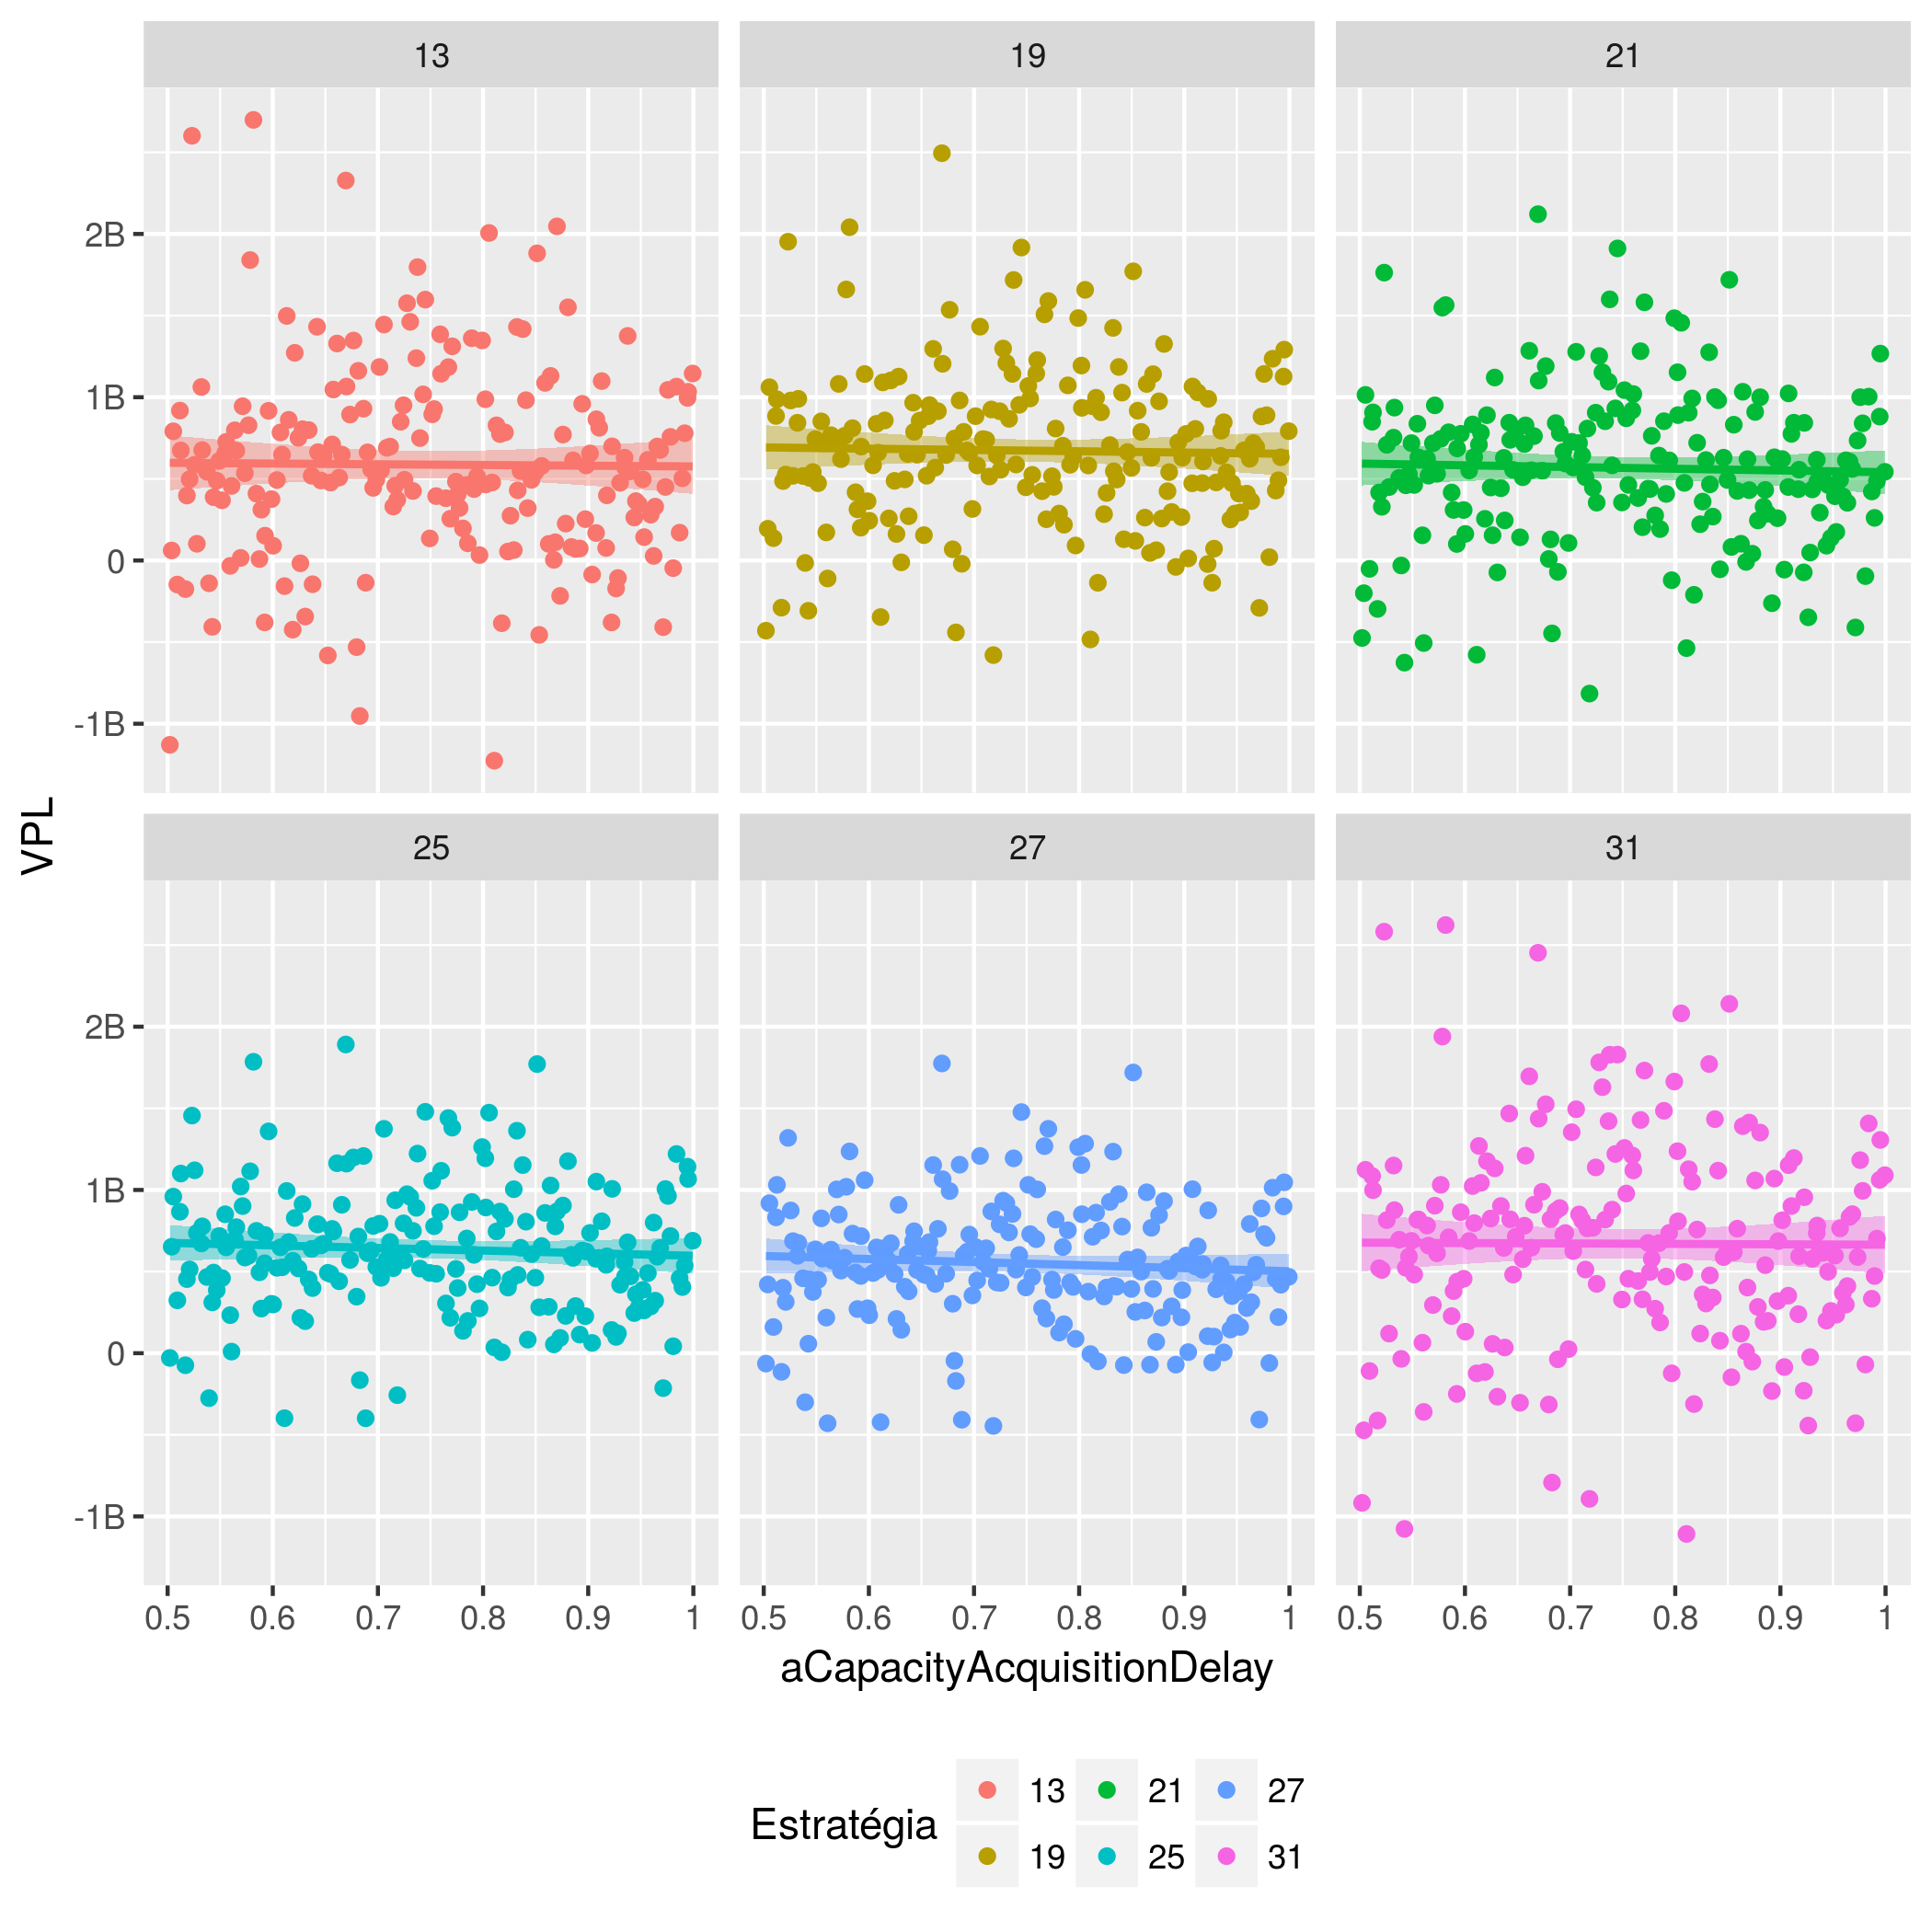 13 19 21
2B
1B
0
-1B
VPL
25 27 31
2B
1B
0
-1B
0.5 0.6 0.7 0.8 0.9 1 0.5 0.6 0.7 0.8 0.9 1 0.5 0.6 0.7 0.8 0.9 1
aCapacityAcquisitionDelay
Estratégia
13 21 27
19 25 31